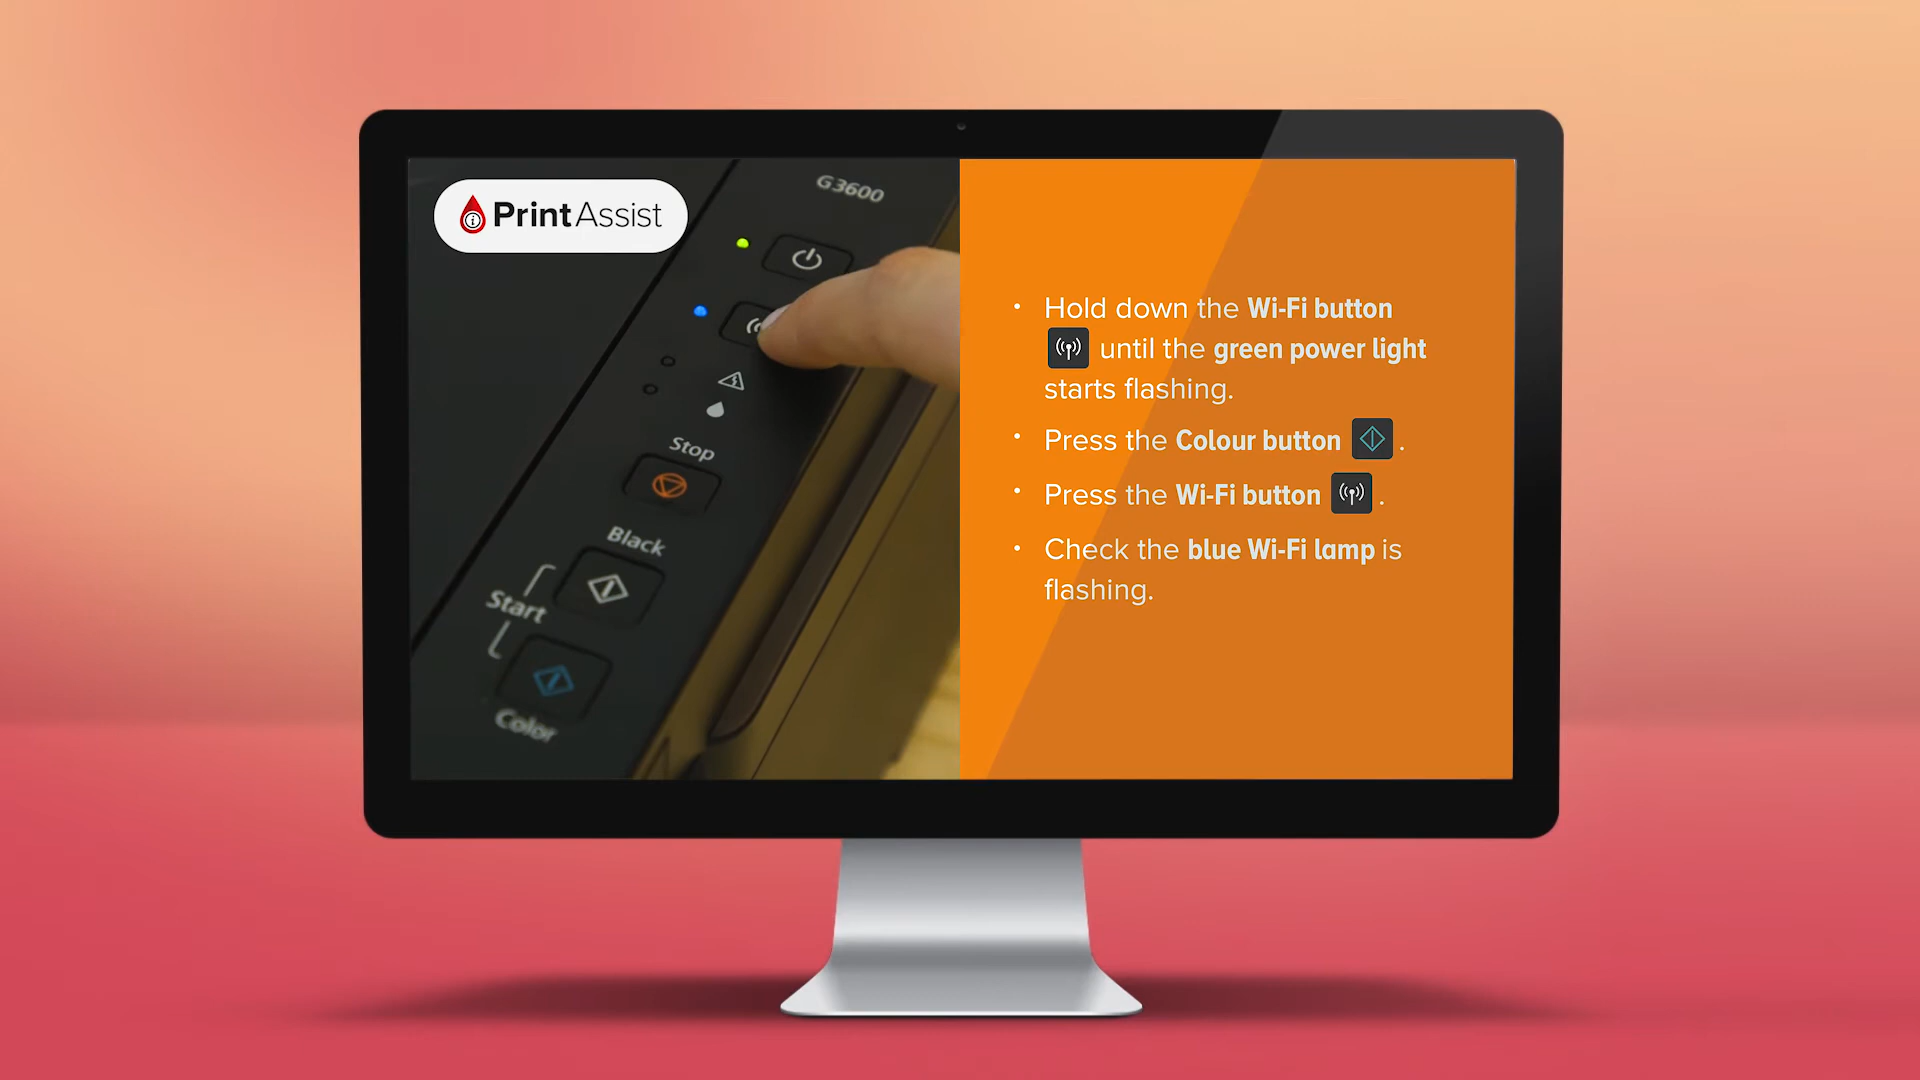 PrintAssist
G3600
Stop
Black
Start
Color
• Hold down the Wi-Fi button
until the green power light
starts flashing.
• Press the Colour button .
• Press the Wi-Fi button .
• Check the blue Wi-Fi lamp is
flashing.